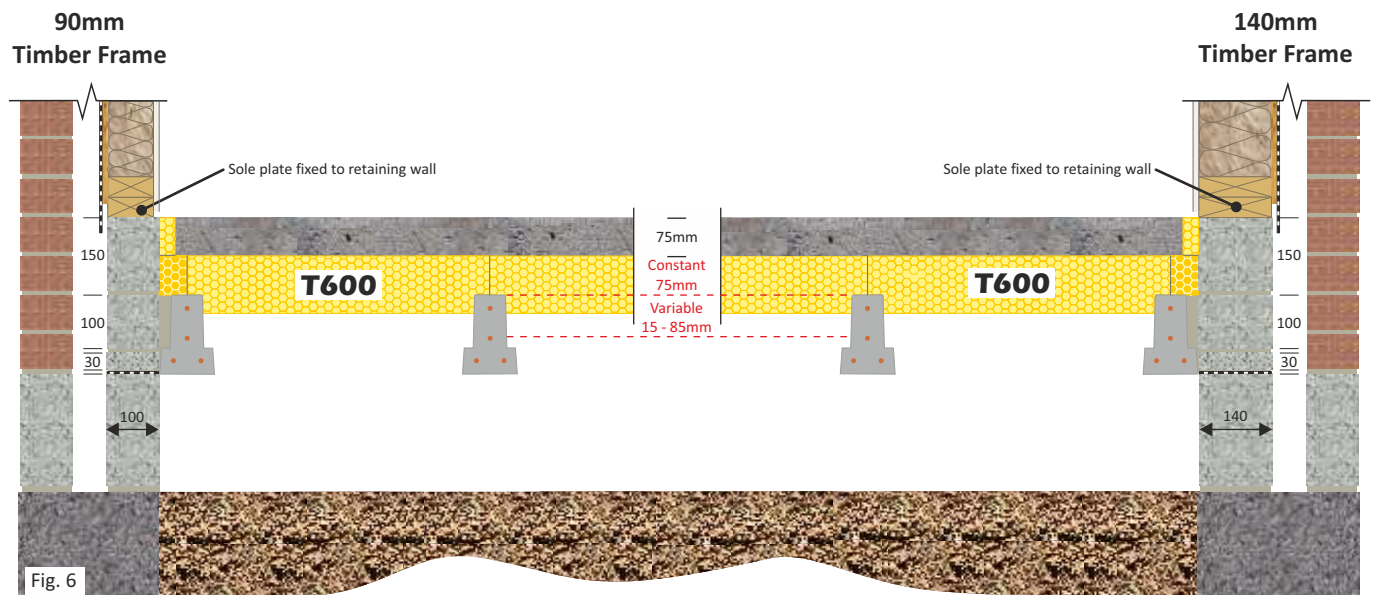 90mm
Timber Frame
140mm
Timber Frame
Sole plate fixed to retaining wall
Sole plate fixed to retaining wall
150
100
30
100
T600
75mm
Constant
75mm
Variable
15 - 85mm
T600
150
100
30
140
Fig. 6